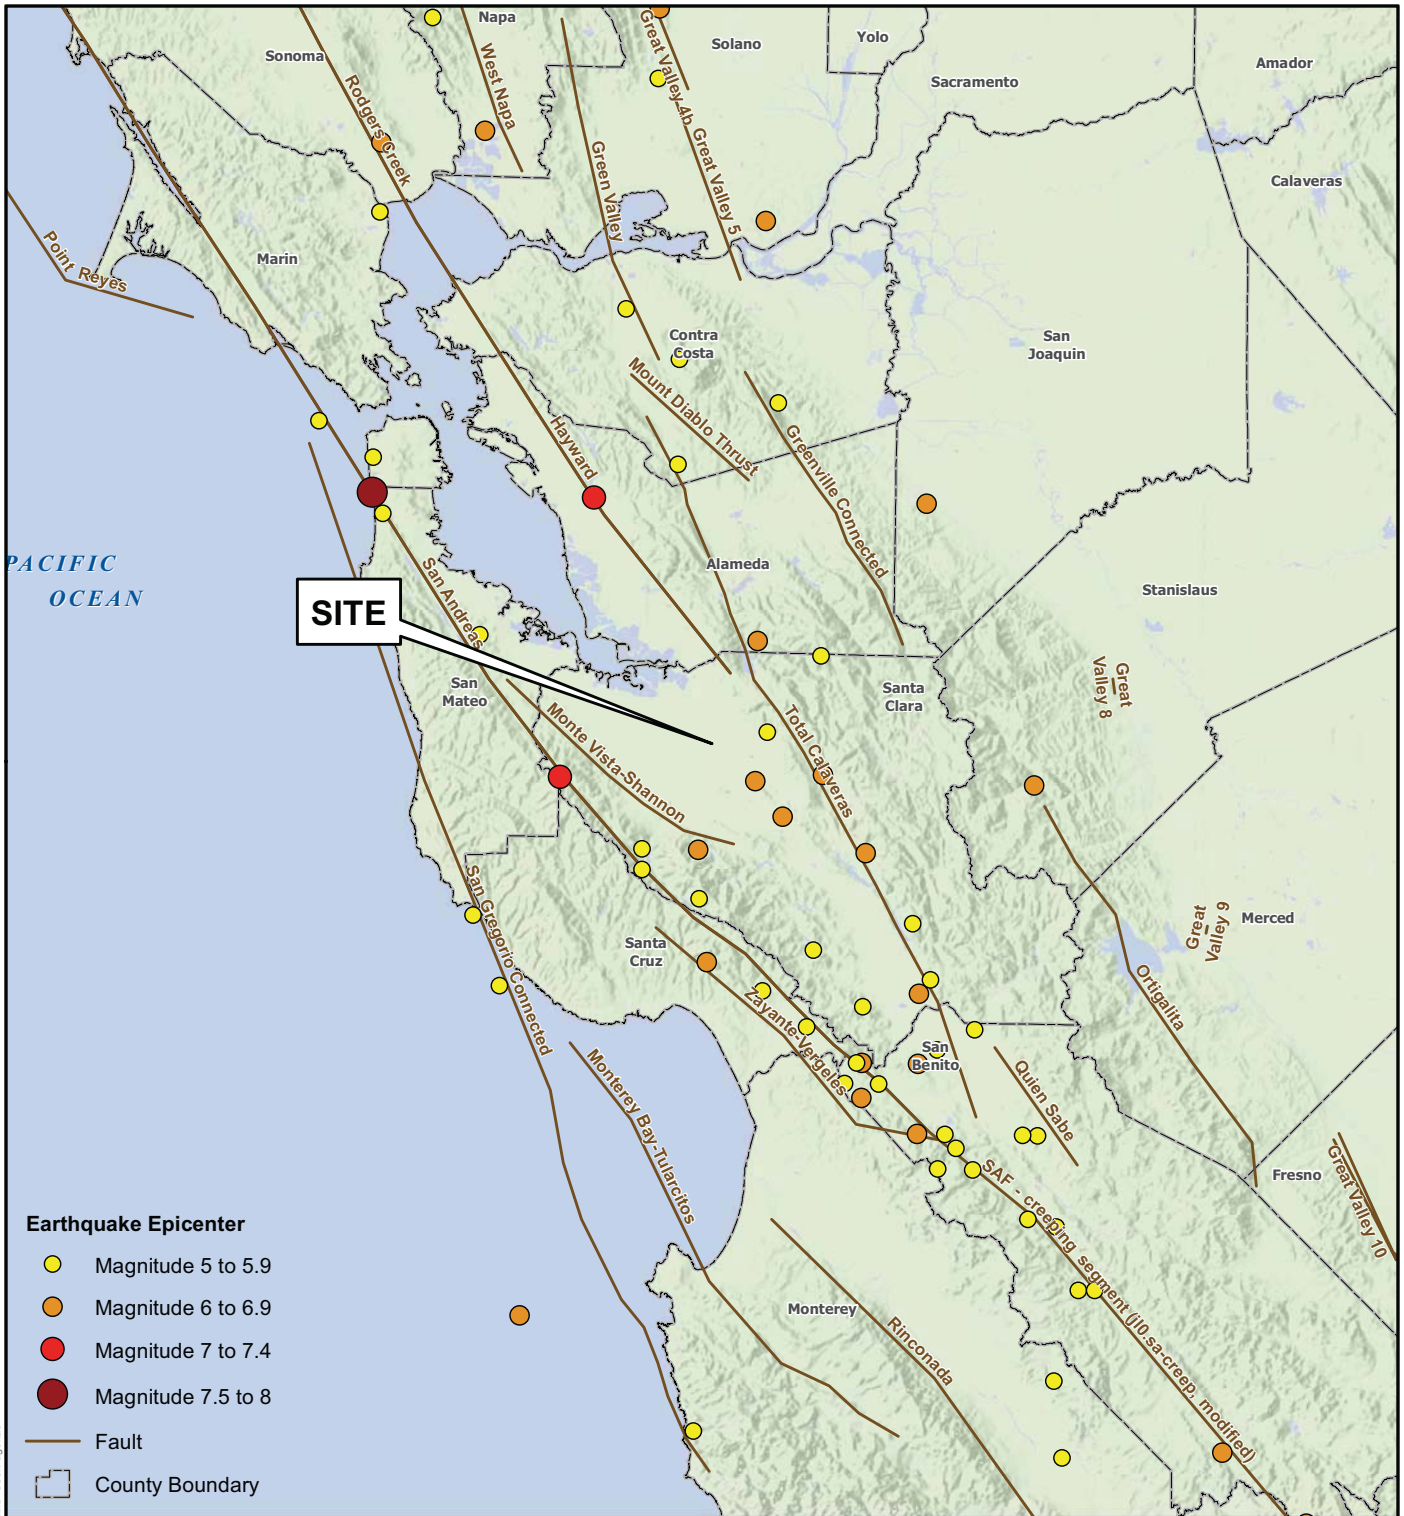 Napa
Sonoma
Solano
Yolo
Sacramento
Amador
Calaveras
West Napa
Rodgers Creek
Great Valley 4b, Great Valley 5
Green Valley
Marin
Point Reyes
Contra
Costa
San
Joaquin
Mount Diablo Thrust
Hayward
Greenville Connected
PACIFIC
OCEAN
Alameda
Stanislaus
San Andreas
SITE
San
Mateo
Santa
Clara
Great
Valley 8
Monte Vista-Shannon
Total Calaveras
San Gregorio Connected
Santa
Cruz
Great
Valley 9
Merced
Ortigalita
Zayante-Vergeles
San
Benito
Quien Sabe
Monterey Bay-Tularcitos
SAF - creeping segment (jl0.sa-creep, modified)
Fresno
Great Valley 10
Monterey
Rinconada
Earthquake Epicenter
Magnitude 5 to 5.9
Magnitude 6 to 6.9
Magnitude 7 to 7.4
Magnitude 7.5 to 8
Fault
County Boundary